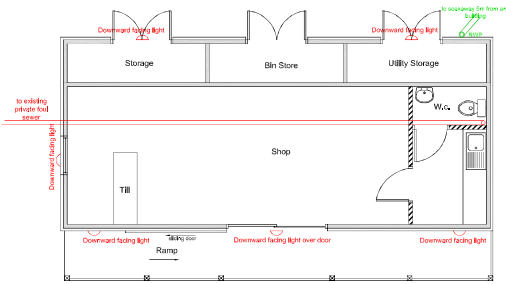 to soakaway 5m from an
building
Downward facing light
Downward facing light
RWP
Storage
Bin Store
Utility Storage
to existing
private foul
sewer
W.c.
Downward facing light
Shop
Till
Downward facing light
sliding door
Downward facing light over door
Downward facing light
Ramp